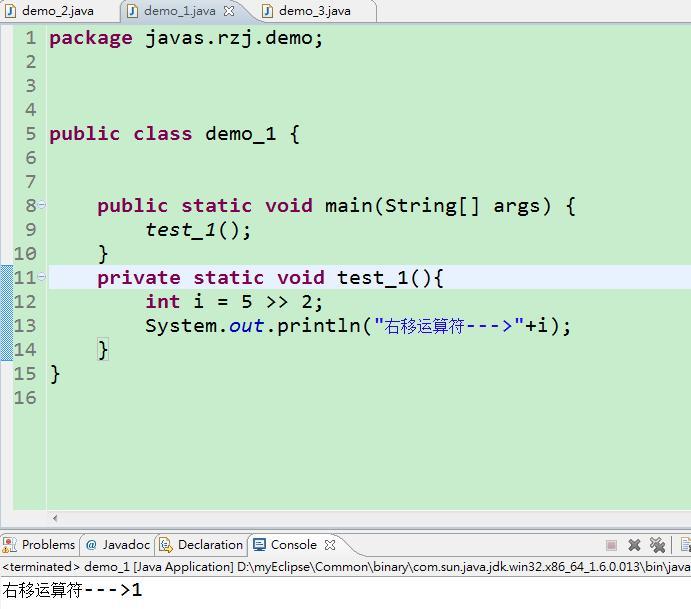 demo_2.java demo_1.java demo_3.java
1 package javas.rzj.demo;
2
3
4
5 public class demo_1 {
6
7
8 public static void main(String[] args) {
9 test_1();
10 }
11 private static void test_1(){
12 int i = 5 >> 2;
13 System.out.println("右移运算符--->"+i);
14 }
15 }
16
Problems @ Javadoc Declaration Console
<terminated> demo_1 [Java Application] D:\myEclipse\Common\binary\com.sun.java.jdk.win32.x86_64_1.6.0.013\bin\java
右移运算符--->1